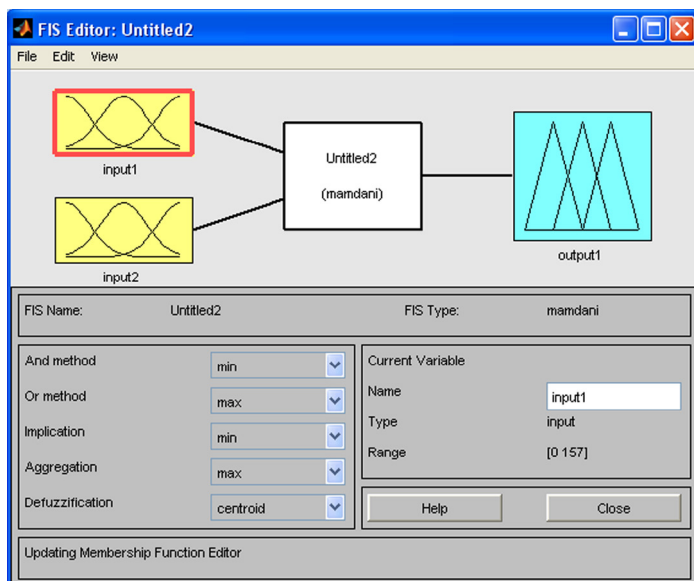 FIS Editor: Untitled2
File Edit View
input1
input2
Untitled2
(mamdani)
output1
FIS Name: Untitled2 FIS Type: mamdani
And method min
Or method max
Implication min
Aggregation max
Defuzzification centroid
Current Variable
Name input1
Type input
Range [0 157]
Help Close
Updating Membership Function Editor